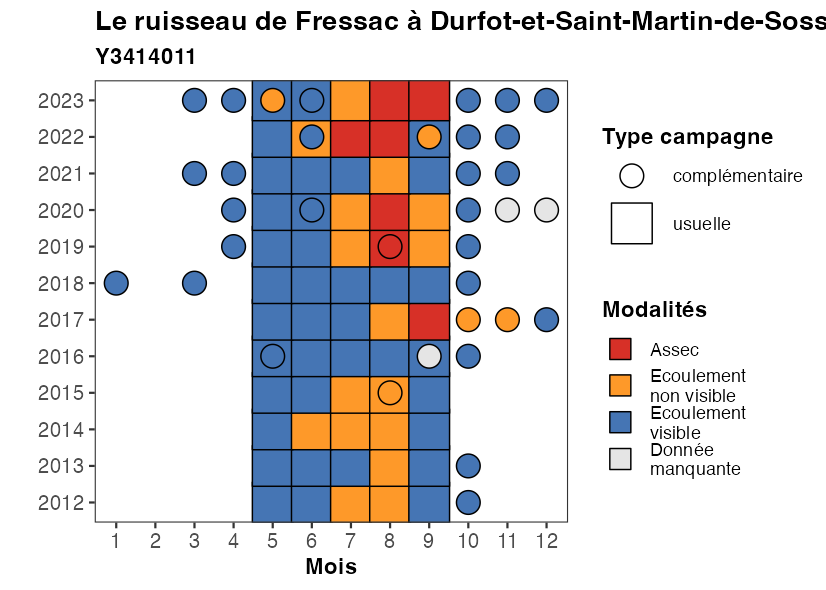 Le ruisseau de Fressac à Durfot-et-Saint-Martin-de-Soss
Y3414011
2023
2022
2021
2020
2019
2018
2017
2016
2015
2014
2013
2012
1 2 3 4 5 6 7 8 9 10 11 12
Mois
Type campagne
complémentaire
usuelle
Modalités
Assec
Ecoulement
non visible
Ecoulement
visible
Donnée
manquante